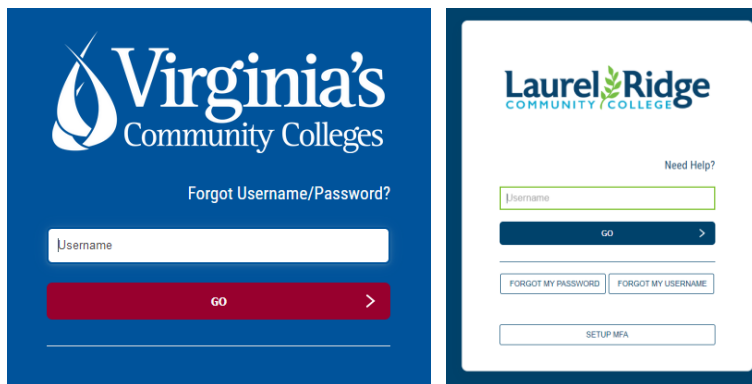 Virginia's
Community Colleges
Forgot Username/Password?
Username
GO
Laurel Ridge
COMMUNITY COLLEGE
Need Help?
Username
GO
FORGOT MY PASSWORD FORGOT MY USERNAME
SETUP MFA